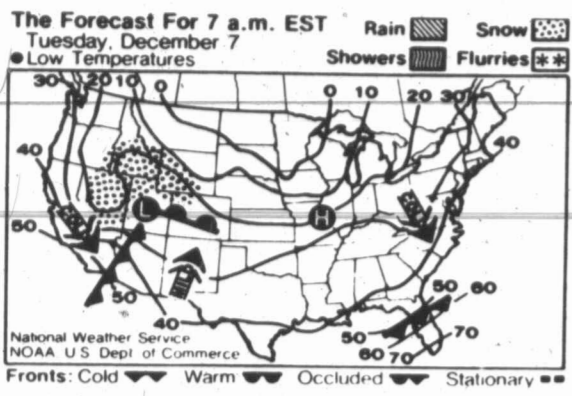 The Forecast For 7 a.m. EST
Tuesday, December 7
Low Temperatures
Rain
Snow
Showers
Flurries
30
20
10
0
0
10
20
30
40
40
50
L
H
50
40
50
60
50
60
70
70
National Weather Service
NOAA U S Dept of Commerce
Fronts: Cold
Warm
Occluded
Stationary